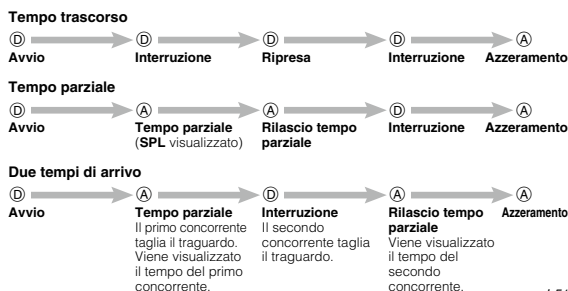 Tempo trascorso
Ⓓ Ⓓ Ⓓ Ⓓ Ⓐ
Avvio Interruzione Ripresa Interruzione Azzeramento
Tempo parziale
Ⓓ Ⓐ Ⓐ Ⓓ Ⓐ
Avvio Tempo parziale (SPL visualizzato) Rilascio tempo parziale Interruzione Azzeramento
Due tempi di arrivo
Ⓓ Ⓐ Ⓓ Ⓐ Ⓐ
Avvio
Tempo parziale
Il primo concorrente
taglia il traguardo.
Viene visualizzato
il tempo del primo
concorrente.
Interruzione
Il secondo
concorrente taglia
il traguardo.
Rilascio tempo
parziale
Viene visualizzato
il tempo del
secondo
concorrente.
Azzeramento